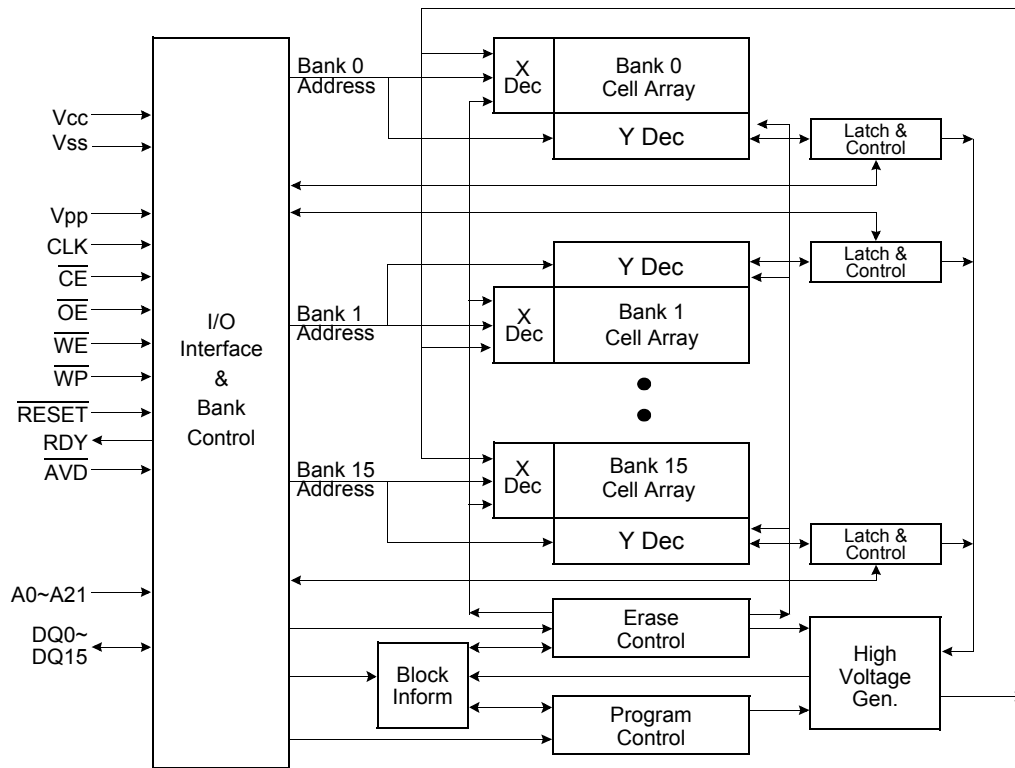 Vcc
Vss
Vpp
CLK
CE
OE
WE
WP
RESET
RDY
AVD
A0~A21
DQ0~
DQ15
I/O
Interface
&
Bank
Control
Bank 0
Address
X
Dec
Bank 0
Cell Array
Y Dec
Latch &
Control
Y Dec
Latch &
Control
Bank 1
Address
X
Dec
Bank 1
Cell Array
Bank 15
Address
X
Dec
Bank 15
Cell Array
Y Dec
Latch &
Control
Erase
Control
Block
Inform
High
Voltage
Gen.
Program
Control